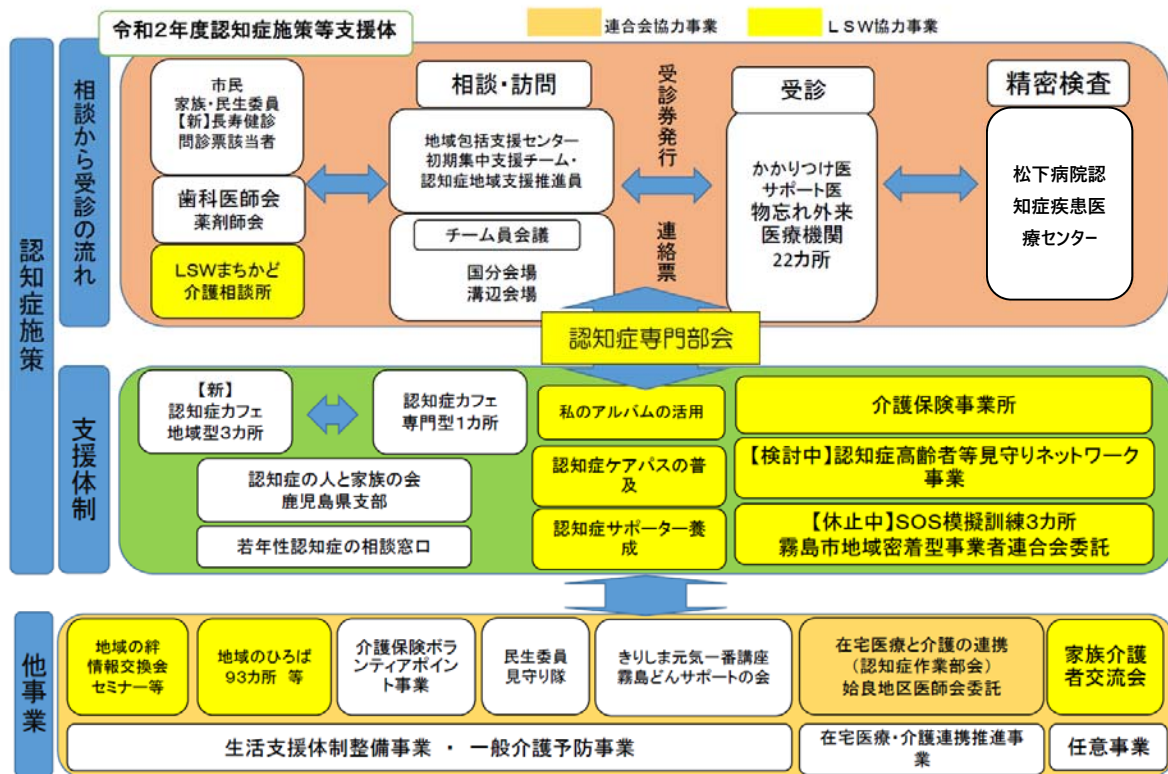 令和2年度認知症施策等支援体
連合会協力事業
LSW協力事業
認知症施策
相談から受診の流れ
市民
家族・民生委員
【新】長寿健診
問診票該当者
歯科医師会
薬剤師会
LSWまちかど
介護相談所
相談・訪問
地域包括支援センター
初期集中支援チーム・
認知症地域支援推進員
チーム員会議
国分会場
溝辺会場
受診券発行
連絡票
受診
かかりつけ医
サポート医
物忘れ外来
医療機関
22カ所
精密検査
松下病院認
知症疾患医
療センター
認知症専門部会
支援体制
【新】
認知症カフェ
地域型3カ所
認知症カフェ
専門型1カ所
認知症の人と家族の会
鹿児島県支部
若年性認知症の相談窓口
私のアルバムの活用
認知症ケアパスの普
及
認知症サポーター養
成
介護保険事業所
【検討中】認知症高齢者等見守りネットワーク
事業
【休止中】SOS模擬訓練3カ所
霧島市地域密着型事業者連合会委託
他事業
地域の絆
情報交換会
セミナー等
地域のひろば
93カ所 等
介護保険ボラ
ンティアポイン
ト事業
民生委員
見守り隊
きりしま元気一番講座
霧島どんサポートの会
在宅医療と介護の連携
(認知症作業部会)
姶良地区医師会委託
家族介護
者交流会
生活支援体制整備事業 ・ 一般介護予防事業
在宅医療・介護連携推進事
業
任意事業